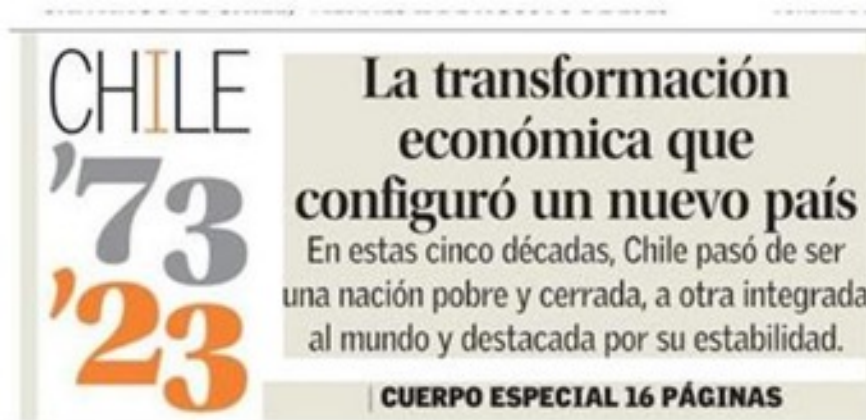 CHILE
'73
'23
La transformación
económica que
configuró un nuevo país
En estas cinco décadas, Chile pasó de ser
una nación pobre y cerrada, a otra integrada
al mundo y destacada por su estabilidad.
CUERPO ESPECIAL 16 PÁGINAS